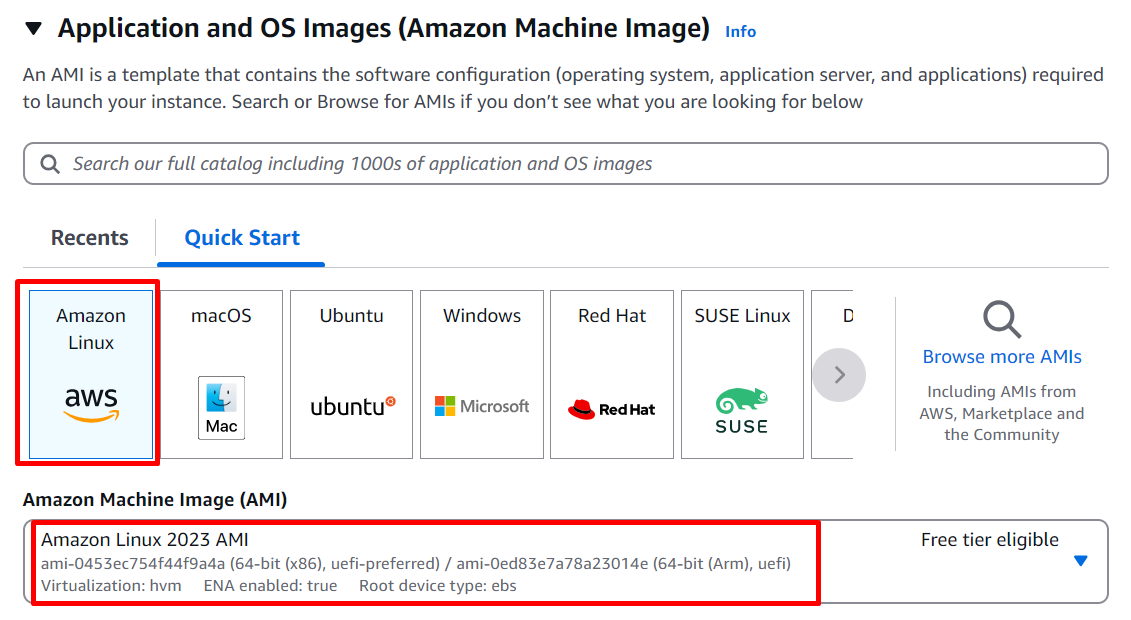 Application and OS Images (Amazon Machine Image) Info
An AMI is a template that contains the software configuration (operating system, application server, and applications) required
to launch your instance. Search or Browse for AMIs if you don’t see what you are looking for below
Search our full catalog including 1000s of application and OS images
Recents
Quick Start
Amazon
Linux
aws
macOS
Mac
Ubuntu
ubuntu
Windows
Microsoft
Red Hat
Red Hat
SUSE Linux
SUSE
D
Browse more AMIs
Including AMIs from
AWS, Marketplace and
the Community
Amazon Machine Image (AMI)
Amazon Linux 2023 AMI
Free tier eligible
ami-0453ec754f44f9a4a (64-bit (x86), uefi-preferred) / ami-0ed83e7a78a23014e (64-bit (Arm), uefi)
Virtualization: hvm ENA enabled: true Root device type: ebs